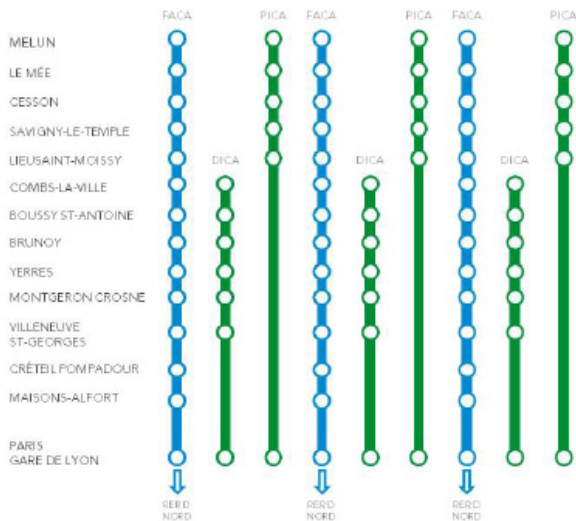 FACA PICA FACA PICA FACA PICA
MELUN
LE MÉE
CESSON
SAVIGNY-LE-TEMPLE
LIEUSAINT-MOISSY
DICA DICA DICA
COMBS-LA-VILLE
BOUSSY ST-ANTOINE
BRUNOY
YERRES
MONTGERON CROSNE
VILLENEUVE
ST-GEORGES
CRÉTEIL POMPADOUR
MAISONS-ALFORT
PARIS
GARE DE LYON
RER D RER D RER D
NORD NORD NORD